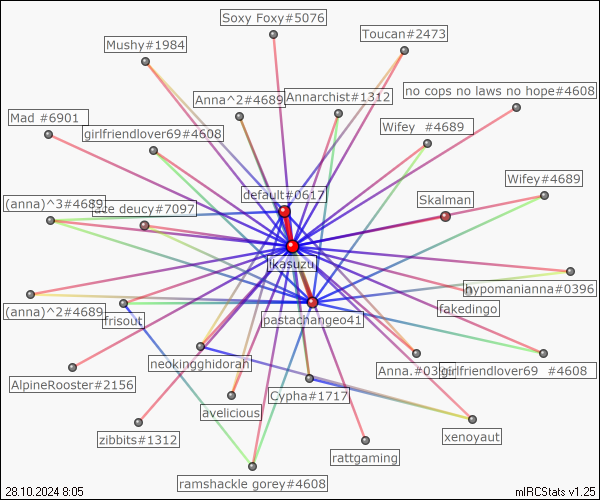 Soxy Foxy#5076
Toucan#2473
Mushy#1984
no cops no laws no hope#4608
Anna^2#4689
Annarchist#1312
Mad #6901
girlfriendlover69#4608
Wifey  #4689
Wifey#4689
default#0617
Skalman
(anna)^3#4689
deucy#7097
lkasuzu
hypomanianna#0396
fakedingo
(anna)^2#4689
frisout
pastachangeo41
neokingghidorah
Anna.#0396
girlfriendlover69  #4608
AlpineRooster#2156
Cypha#1717
avelicious
zibbits#1312
xenoyaut
rattgaming
ramshackle gorey#4608
28.10.2024 8:05
mIRCStats v1.25